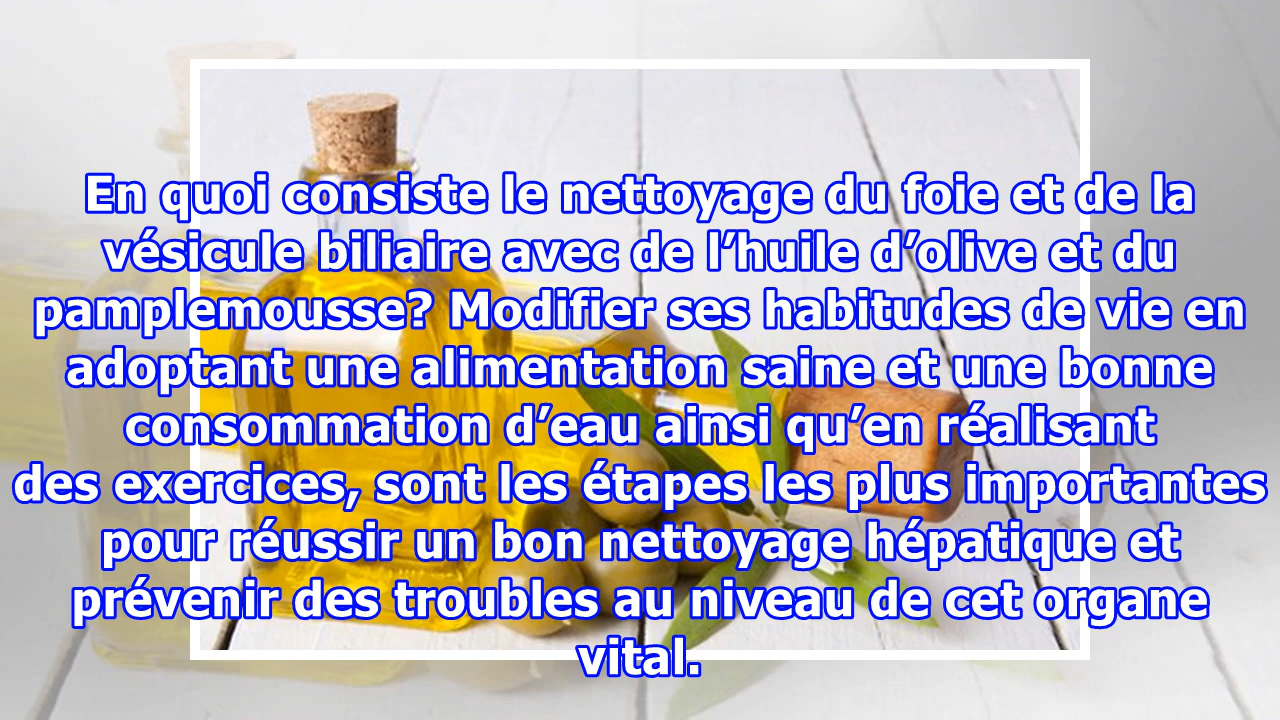 En quoi consiste le nettoyage du foie et de la
vésicule biliaire avec de l’huile d’olive et du
pamplemousse? Modifier ses habitudes de vie en
adoptant une alimentation saine et une bonne
consommation d’eau ainsi qu’en réalisant
des exercices, sont les étapes les plus importantes
pour réussir un bon nettoyage hépatique et
prévenir des troubles au niveau de cet organe
vital.